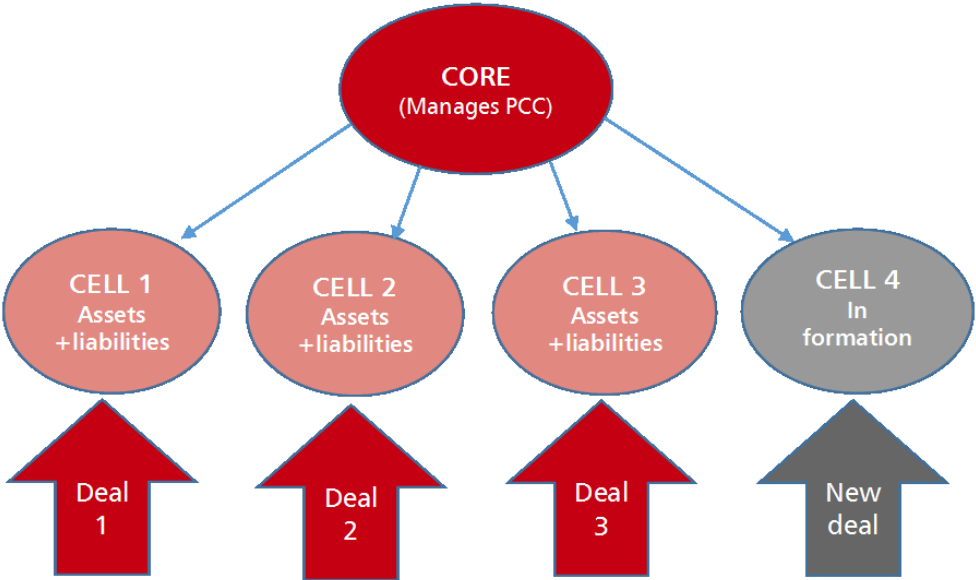 CORE
(Manages PCC)
CELL 1
Assets
+liabilities
CELL 2
Assets
+liabilities
CELL 3
Assets
+liabilities
CELL 4
In
formation
Deal
1
Deal
2
Deal
3
New
deal